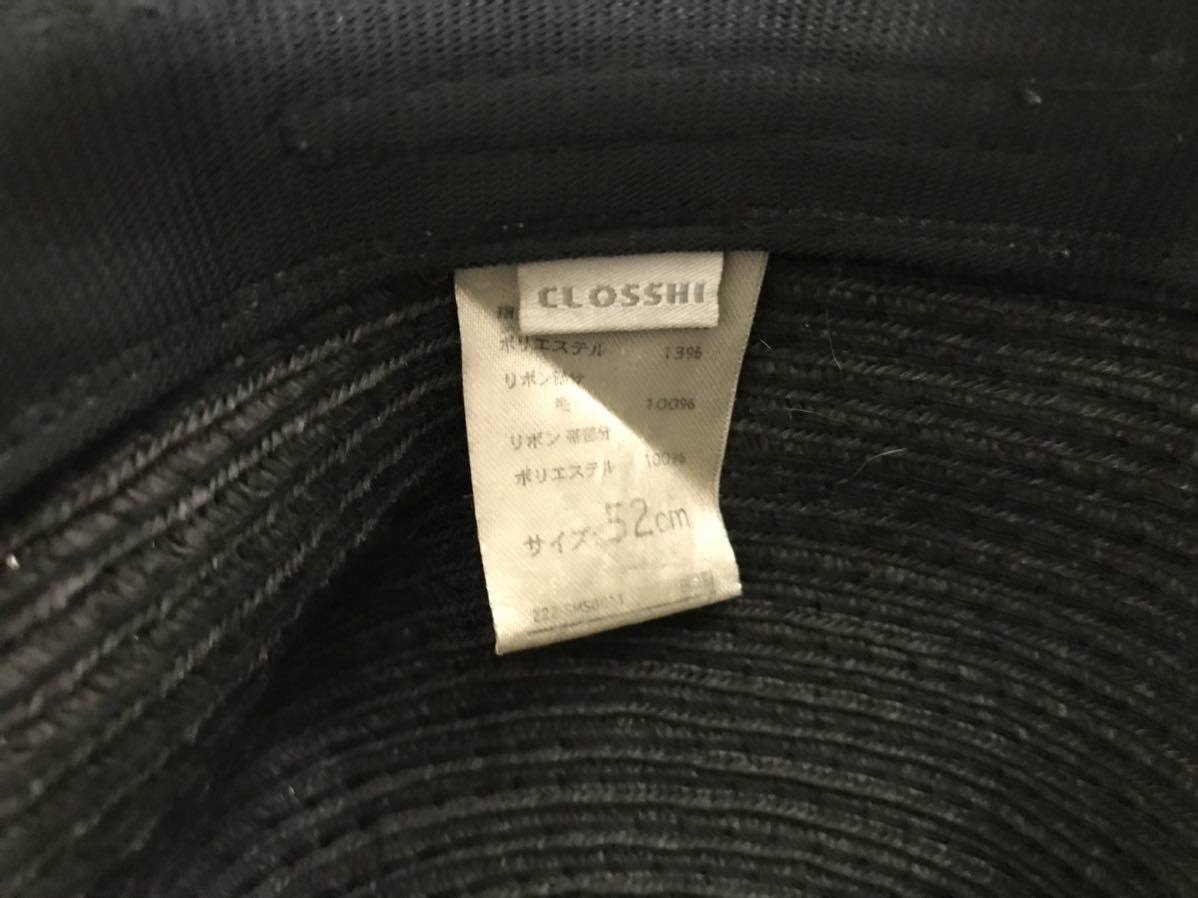 CLOSSHI
ポリエステル 13%
リボン部分
毛 100%
リボン 帯部分
ポリエステル 100%
サイズ: 52cm